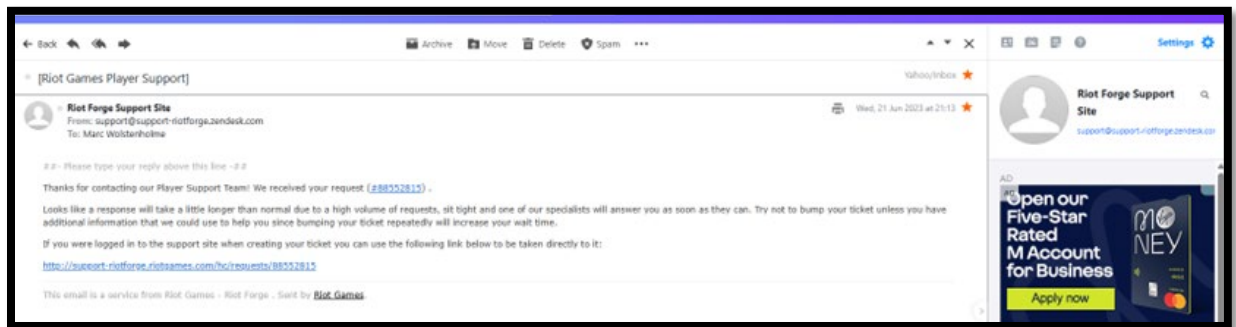 Back
Archive Move Delete Spam
Settings
[Riot Games Player Support]
Yahoo/Inbox
Riot Forge Support Site
From: support@support-riotforge.zendesk.com
To: Marc Wolstenholme
Wed, 21 Jun 2023 at 21:13
##- Please type your reply above this line -##
Thanks for contacting our Player Support Team! We received your request (#88552815) .
Looks like a response will take a little longer than normal due to a high volume of requests, sit tight and one of our specialists will answer you as soon as they can. Try not to bump your ticket unless you have
additional information that we could use to help you since bumping your ticket repeatedly will increase your wait time.
If you were logged in to the support site when creating your ticket you can use the following link below to be taken directly to it:
http://support-riotforge.riotgames.com/hc/requests/88552815
This email is a service from Riot Games - Riot Forge . Sent by Riot Games.
Riot Forge Support
Site
support@support-riotforge.zendesk.com
AD
AD
Open our
Five-Star
Rated
M Account
for Business
Apply now
MO
NEY